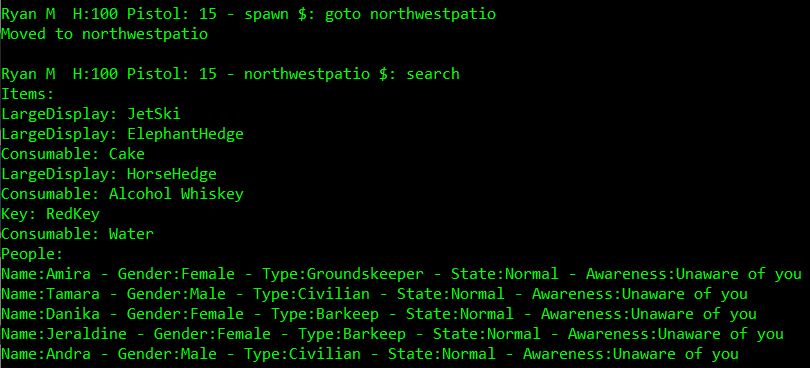 Ryan M  H:100 Pistol: 15 - spawn $: goto northwestpatio
Moved to northwestpatio
Ryan M  H:100 Pistol: 15 - northwestpatio $: search
Items:
LargeDisplay: JetSki
LargeDisplay: ElephantHedge
Consumable: Cake
LargeDisplay: HorseHedge
Consumable: Alcohol Whiskey
Key: RedKey
Consumable: Water
People:
Name:Amira - Gender:Female - Type:Groundskeeper - State:Normal - Awareness:Unaware of you
Name:Tamara - Gender:Male - Type:Civilian - State:Normal - Awareness:Unaware of you
Name:Danika - Gender:Female - Type:Barkeep - State:Normal - Awareness:Unaware of you
Name:Jeraldine - Gender:Female - Type:Barkeep - State:Normal - Awareness:Unaware of you
Name:Andra - Gender:Male - Type:Civilian - State:Normal - Awareness:Unaware of you